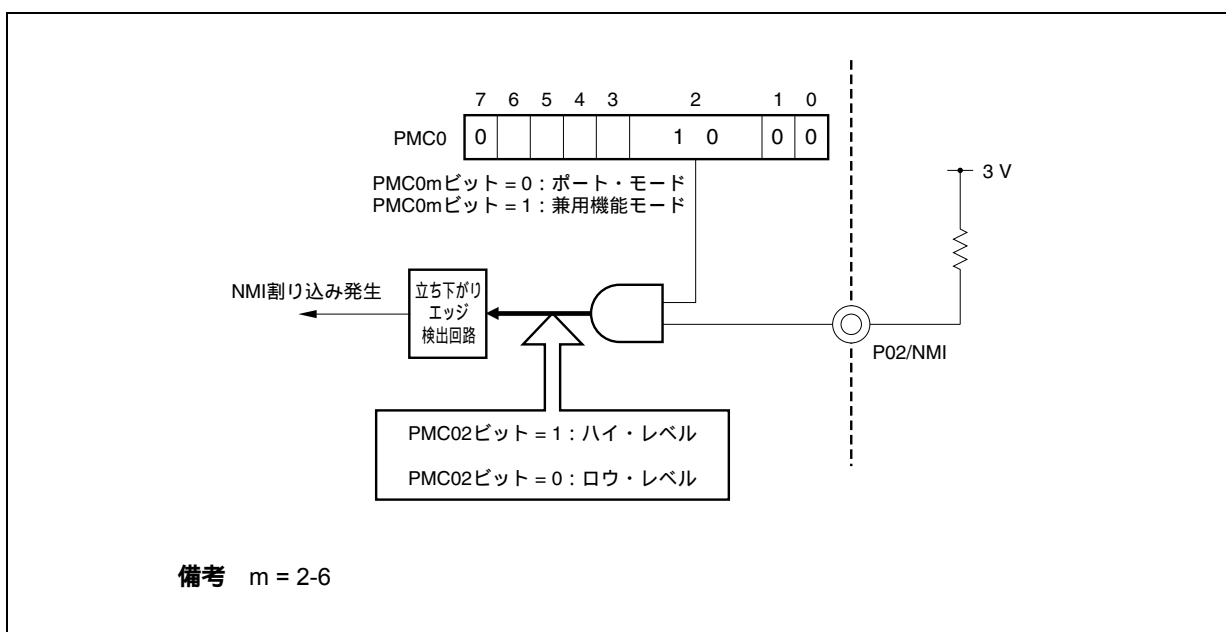 7 6 5 4 3 2 1 0
PMC0 0 1 0 0 0
PMC0mビット = 0 : ポート・モード
PMC0mビット = 1 : 兼用機能モード
3 V
NMI割り込み発生
立ち下がり
エッジ
検出回路
P02/NMI
PMC02ビット = 1 : ハイ・レベル
PMC02ビット = 0 : ロウ・レベル
備考 m = 2-6